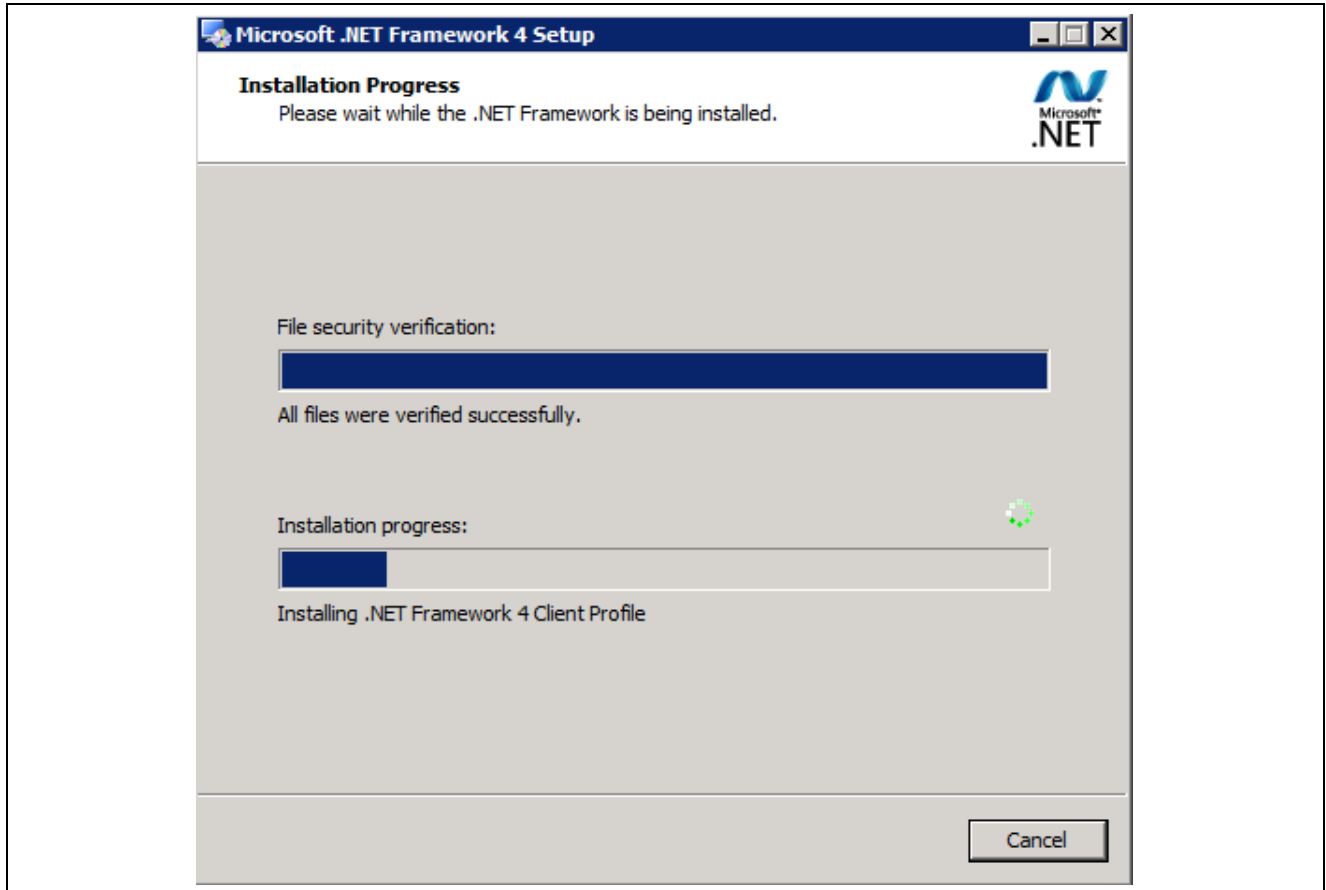 Microsoft .NET Framework 4 Setup
Installation Progress
Please wait while the .NET Framework is being installed.
Microsoft
.NET
File security verification:
All files were verified successfully.
Installation progress:
Installing .NET Framework 4 Client Profile
Cancel